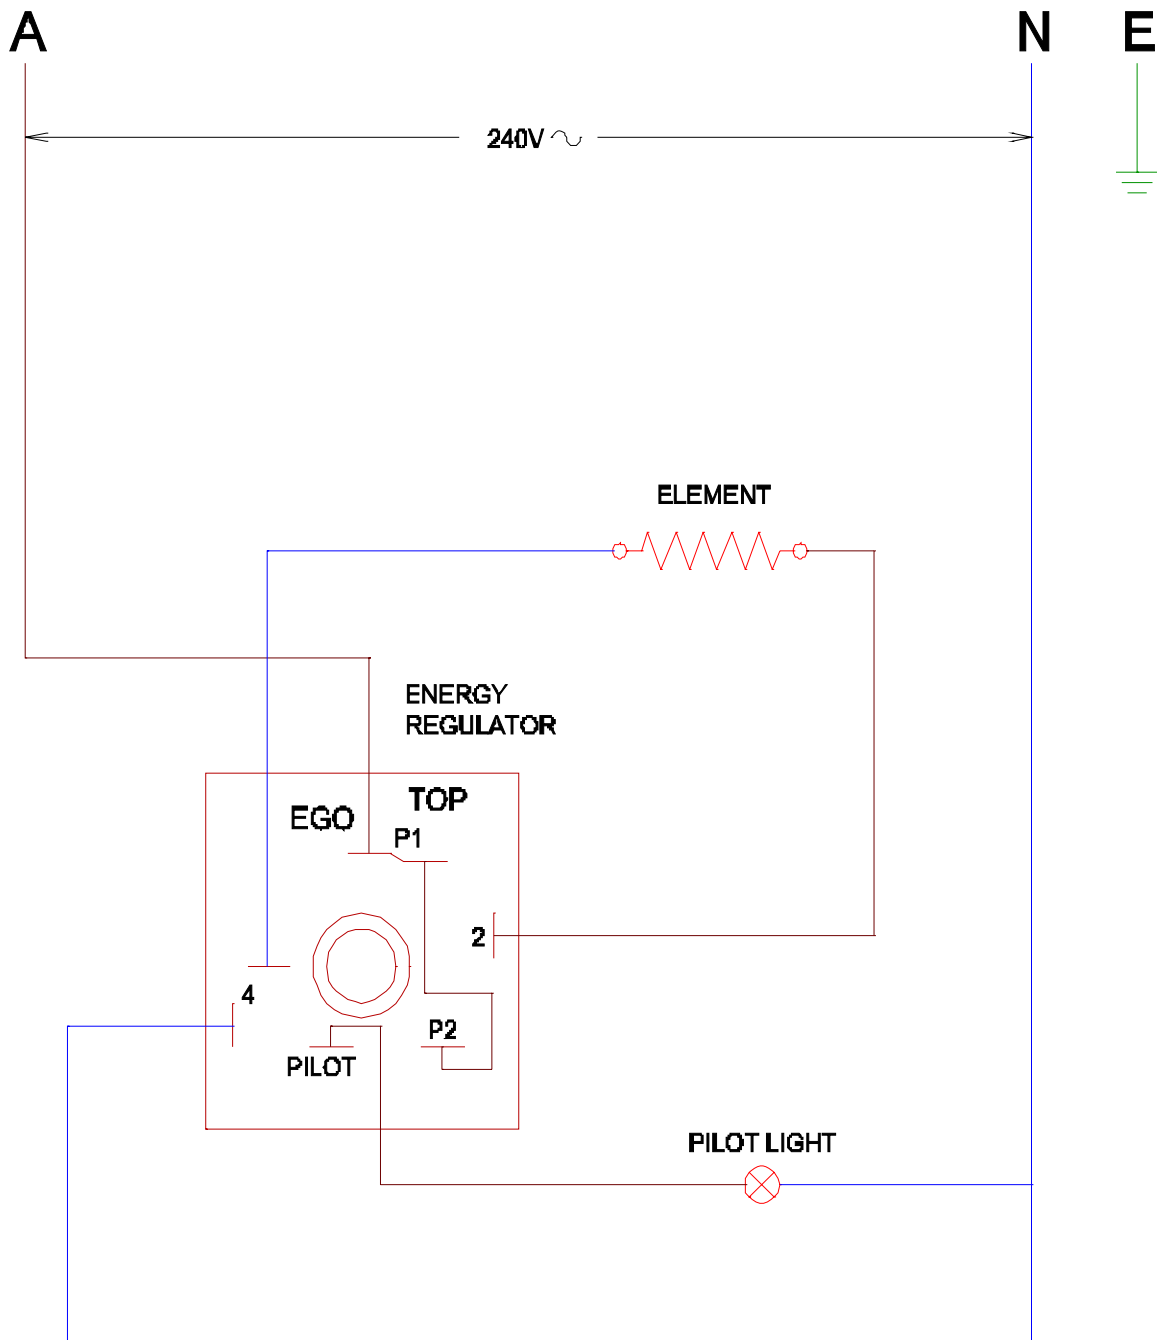 A N E
240V
ELEMENT
ENERGY
REGULATOR
TOP
EGO
P1
2
4
P2
PILOT
PILOT LIGHT